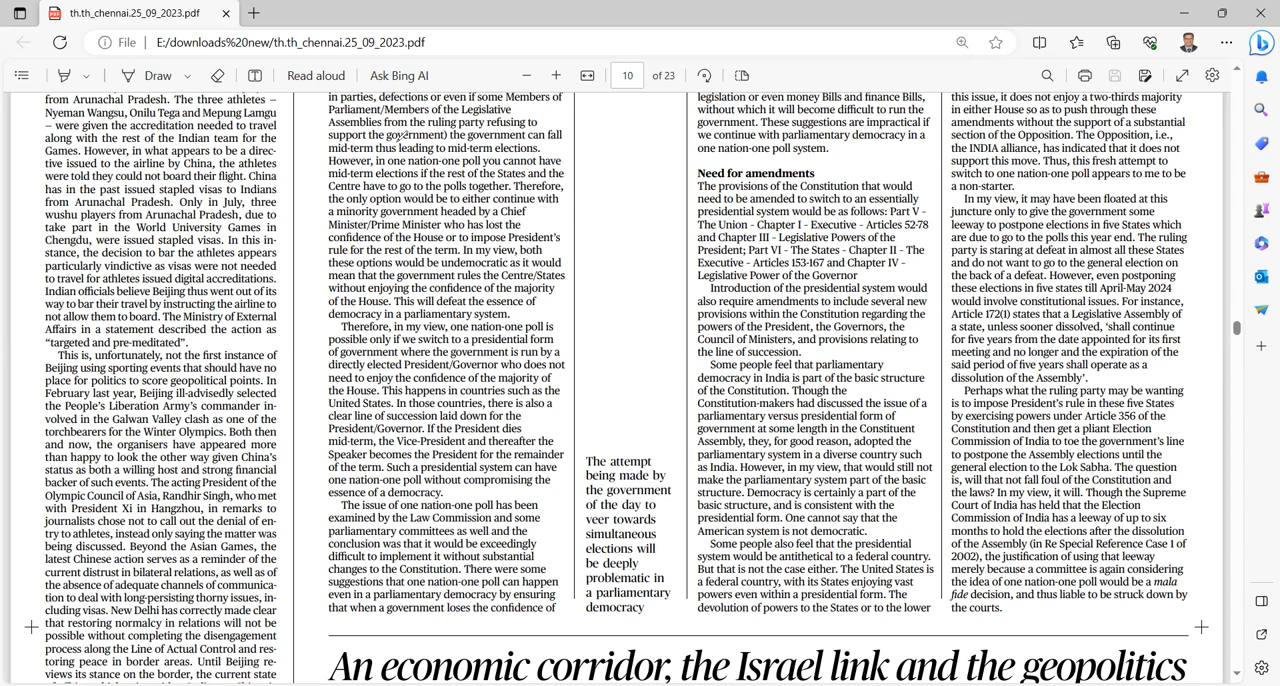 th.th_chennai.25_09_2023.pdf
File
E:/downloads%20new/th.th_chennai.25_09_2023.pdf
Draw
Read aloud
Ask Bing AI
10
of 23
from Arunachal Pradesh. The three athletes –
Nyeman Wangsu, Onilu Tega and Mepung Lamgu
– were given the accreditation needed to travel
along with the rest of the Indian team for the
Games. However, in what appears to be a direc-
tive issued to the airline by China, the athletes
were told they could not board their flight. China
has in the past issued stapled visas to Indians
from Arunachal Pradesh. Only in July, three
wushu players from Arunachal Pradesh, due to
take part in the World University Games in
Chengdu, were issued stapled visas. In this in-
stance, the decision to bar the athletes appears
particularly vindictive as visas were not needed
to travel for athletes issued digital accreditations.
Indian officials believe Beijing thus went out of its
way to bar their travel by instructing the airline to
not allow them to board. The Ministry of External
Affairs in a statement described the action as
“targeted and pre-meditated”.
This is, unfortunately, not the first instance of
Beijing using sporting events that should have no
place for politics to score geopolitical points. In
February last year, Beijing ill-advisedly selected
the People’s Liberation Army’s commander in-
volved in the Galwan Valley clash as one of the
torchbearers for the Winter Olympics. Both then
and now, the organisers have appeared more
than happy to look the other way given China’s
status as both a willing host and strong financial
backer of such events. The acting President of the
Olympic Council of Asia, Randhir Singh, who met
with President Xi in Hangzhou, in remarks to
journalists chose not to call out the denial of en-
try to athletes, instead only saying the matter was
being discussed. Beyond the Asian Games, the
latest Chinese action serves as a reminder of the
current distrust in bilateral relations, as well as of
the absence of adequate channels of communica-
tion to deal with long-persisting thorny issues, in-
cluding visas. New Delhi has correctly made clear
that restoring normalcy in relations will not be
possible without completing the disengagement
process along the Line of Actual Control and res-
toring peace in border areas. Until Beijing re-
views its stance on the border, the current state
in parties, defections or even if some Members of
Parliament/Members of the Legislative
Assemblies from the ruling party refusing to
support the government) the government can fall
mid-term thus leading to mid-term elections.
However, in one nation-one poll you cannot have
mid-term elections if the rest of the States and the
Centre have to go to the polls together. Therefore,
the only option would be to either continue with
a minority government headed by a Chief
Minister/Prime Minister who has lost the
confidence of the House or to impose President’s
rule for the rest of the term. In my view, both
these options would be undemocratic as it would
mean that the government rules the Centre/States
without enjoying the confidence of the majority
of the House. This will defeat the essence of
democracy in a parliamentary system.
Therefore, in my view, one nation-one poll is
possible only if we switch to a presidential form
of government where the government is run by a
directly elected President/Governor who does not
need to enjoy the confidence of the majority of
the House. This happens in countries such as the
United States. In those countries, there is also a
clear line of succession laid down for the
President/Governor. If the President dies
mid-term, the Vice-President and thereafter the
Speaker becomes the President for the remainder
of the term. Such a presidential system can have
one nation-one poll without compromising the
essence of a democracy.
The issue of one nation-one poll has been
examined by the Law Commission and some
parliamentary committees as well and the
conclusion was that it would be exceedingly
difficult to implement it without substantial
changes to the Constitution. There were some
suggestions that one nation-one poll can happen
even in a parliamentary democracy by ensuring
that when a government loses the confidence of
The attempt
being made by
the government
of the day to
veer towards
simultaneous
elections will
be deeply
problematic in
a parliamentary
democracy
legislation or even money Bills and finance Bills,
without which it will become difficult to run the
government. These suggestions are impractical if
we continue with parliamentary democracy in a
one nation-one poll system.
Need for amendments
The provisions of the Constitution that would
need to be amended to switch to an essentially
presidential system would be as follows: Part V -
The Union - Chapter I - Executive - Articles 52-78
and Chapter III - Legislative Powers of the
President; Part VI - The States - Chapter II - The
Executive - Articles 153-167 and Chapter IV -
Legislative Power of the Governor
Introduction of the presidential system would
also require amendments to include several new
provisions within the Constitution regarding the
powers of the President, the Governors, the
Council of Ministers, and provisions relating to
the line of succession.
Some people feel that parliamentary
democracy in India is part of the basic structure
of the Constitution. Though the
Constitution-makers had discussed the issue of a
parliamentary versus presidential form of
government at some length in the Constituent
Assembly, they, for good reason, adopted the
parliamentary system in a diverse country such
as India. However, in my view, that would still not
make the parliamentary system part of the basic
structure. Democracy is certainly a part of the
basic structure, and is consistent with the
presidential form. One cannot say that the
American system is not democratic.
Some people also feel that the presidential
system would be antithetical to a federal country.
But that is not the case either. The United States is
a federal country, with its States enjoying vast
powers even within a presidential form. The
devolution of powers to the States or to the lower
this issue, it does not enjoy a two-thirds majority
in either House so as to push through these
amendments without the support of a substantial
section of the Opposition. The Opposition, i.e.,
the INDIA alliance, has indicated that it does not
support this move. Thus, this fresh attempt to
switch to one nation-one poll appears to me to be
a non-starter.
In my view, it may have been floated at this
juncture only to give the government some
leeway to postpone elections in five States which
are due to go to the polls this year end. The ruling
party is staring at defeat in almost all these States
and do not want to go to the general election on
the back of a defeat. However, even postponing
these elections in five states till April-May 2024
would involve constitutional issues. For instance,
Article 172(1) states that a Legislative Assembly of
a state, unless sooner dissolved, ‘shall continue
for five years from the date appointed for its first
meeting and no longer and the expiration of the
said period of five years shall operate as a
dissolution of the Assembly’.
Perhaps what the ruling party may be wanting
is to impose President’s rule in these five States
by exercising powers under Article 356 of the
Constitution and then get a pliant Election
Commission of India to toe the government’s line
to postpone the Assembly elections until the
general election to the Lok Sabha. The question
is, will that not fall foul of the Constitution and
the laws? In my view, it will. Though the Supreme
Court of India has held that the Election
Commission of India has a leeway of up to six
months to hold the elections after the dissolution
of the Assembly (in Re Special Reference Case 1 of
2002), the justification of using that leeway
merely because a committee is again considering
the idea of one nation-one poll would be a mala
fide decision, and thus liable to be struck down by
the courts.
An economic corridor, the Israel link and the geopolitics